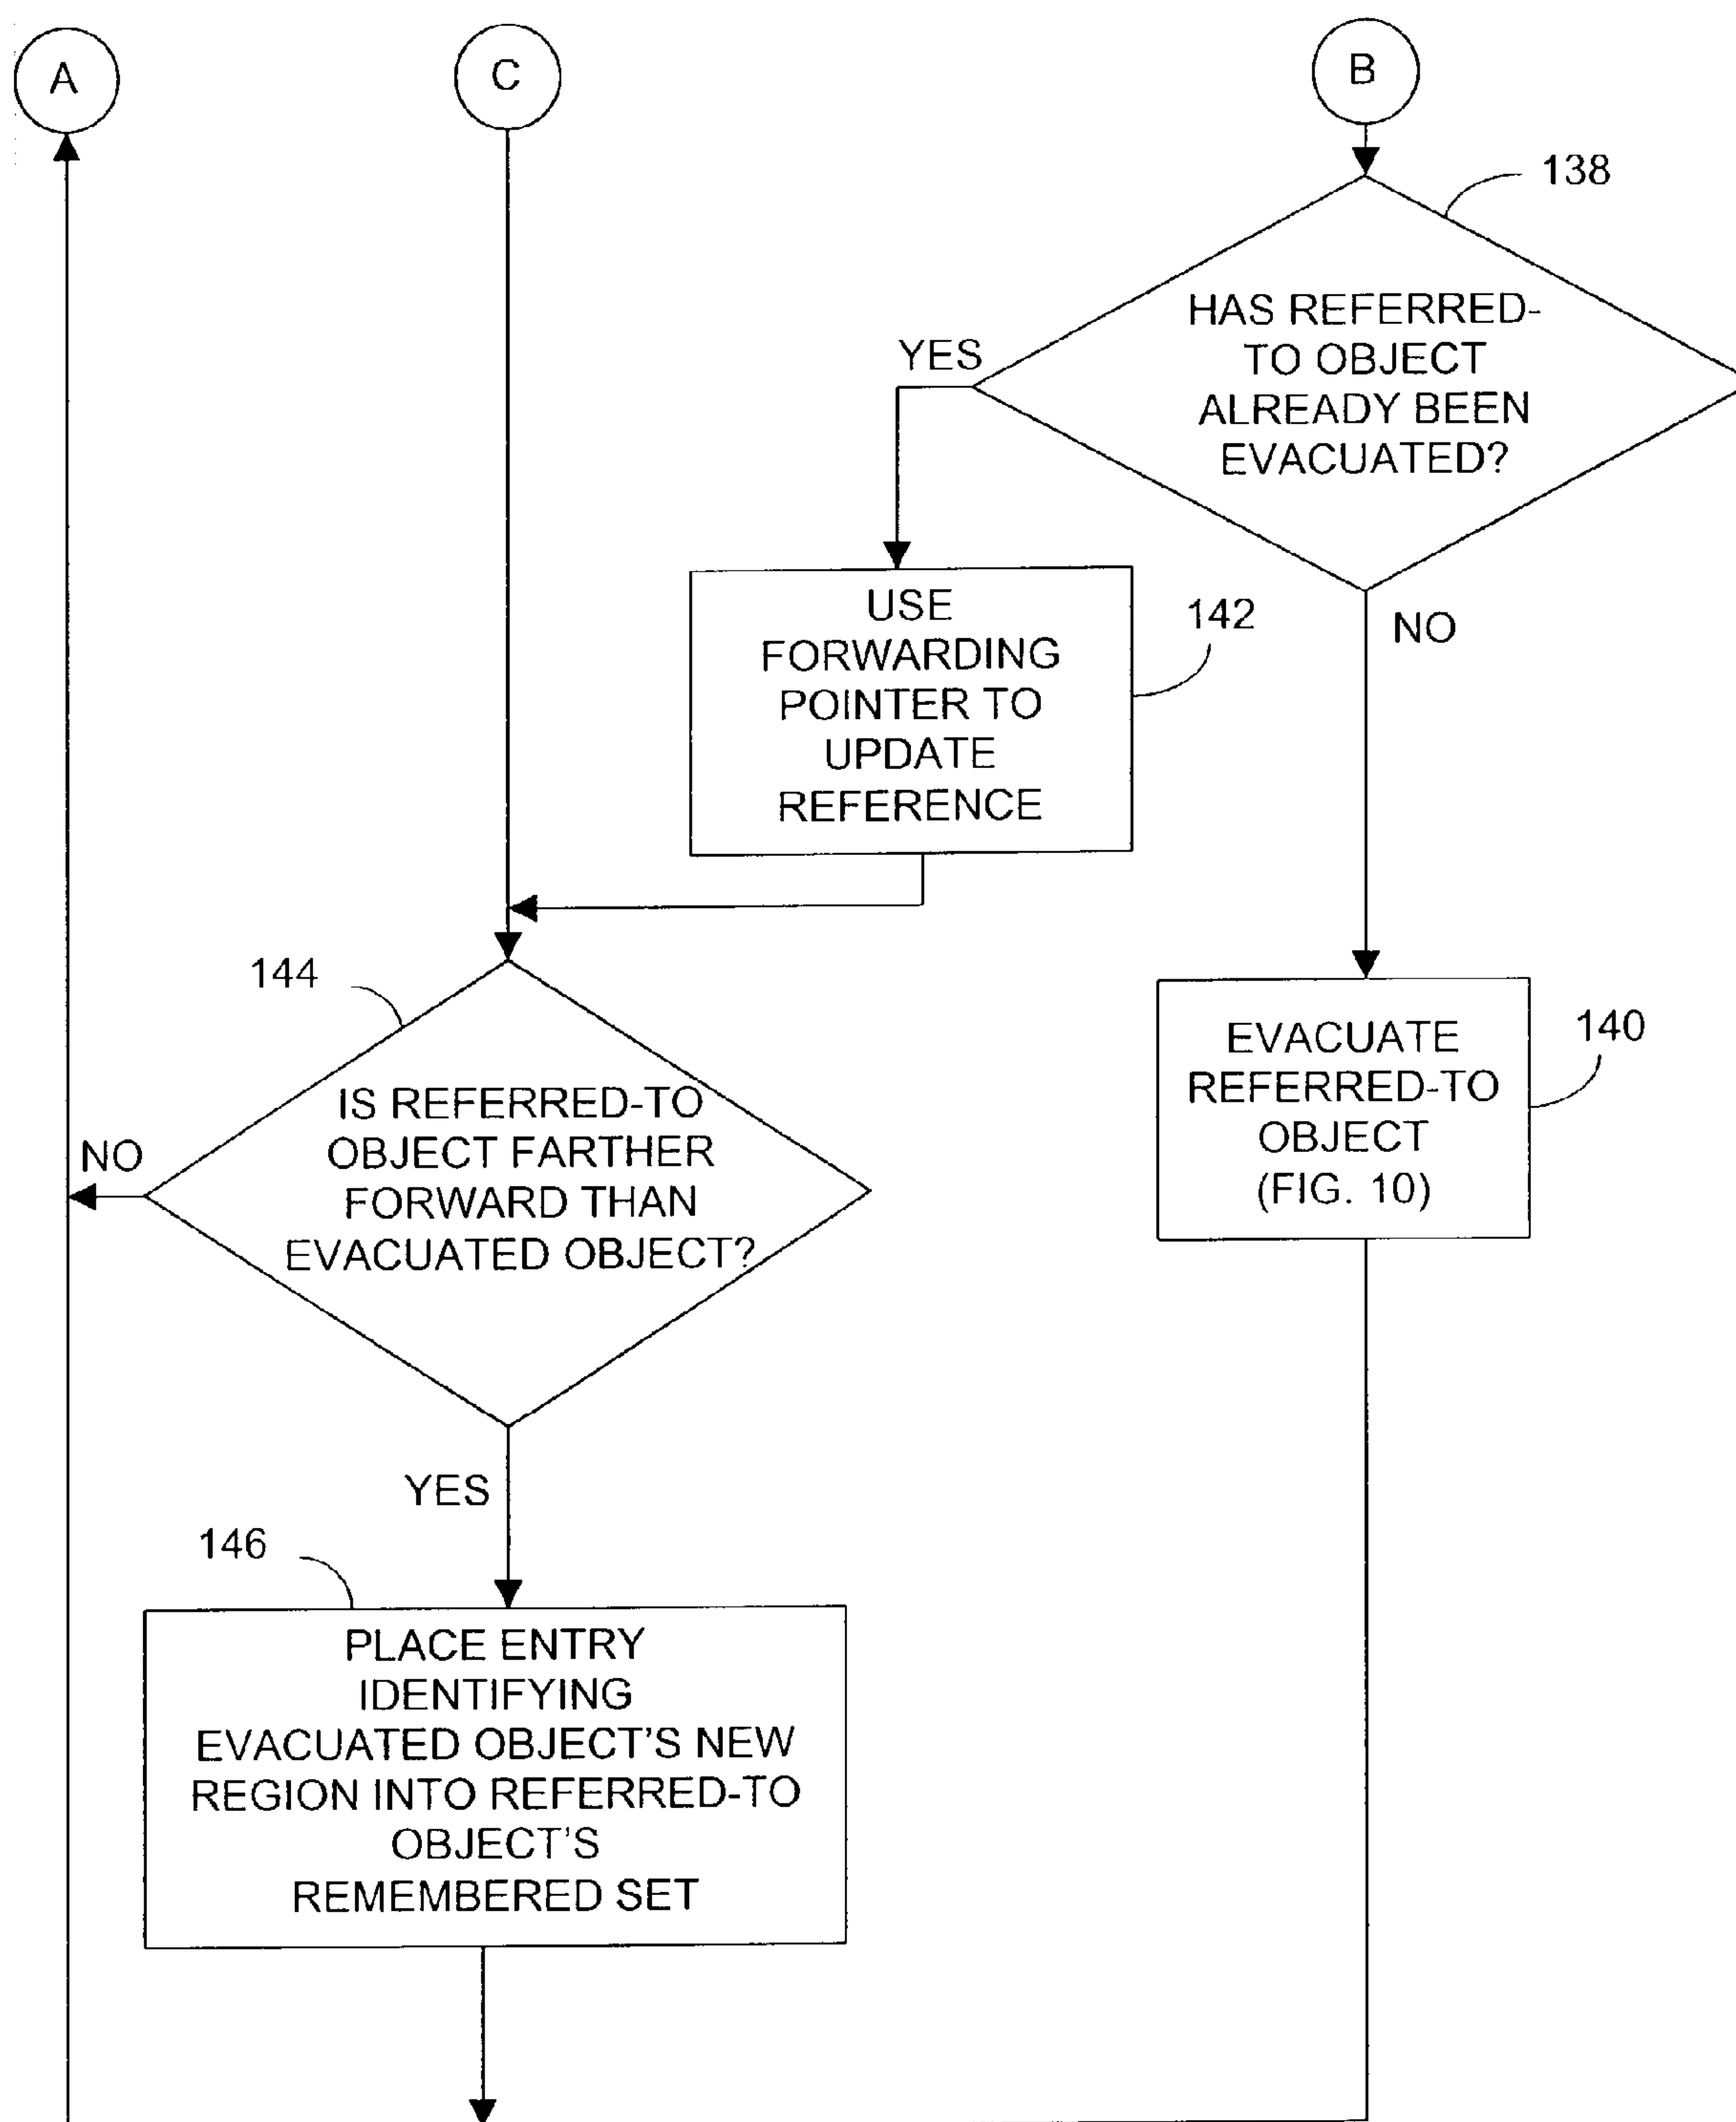 A
C
B
138
HAS REFERRED-
TO OBJECT
ALREADY BEEN
EVACUATED?
YES
NO
USE
FORWARDING
POINTER TO
UPDATE
REFERENCE
142
144
IS REFERRED-TO
OBJECT FARTHER
FORWARD THAN
EVACUATED OBJECT?
NO
YES
EVACUATE
REFERRED-TO
OBJECT
(FIG. 10)
140
146
PLACE ENTRY
IDENTIFYING
EVACUATED OBJECT'S NEW
REGION INTO REFERRED-TO
OBJECT'S
REMEMBERED SET